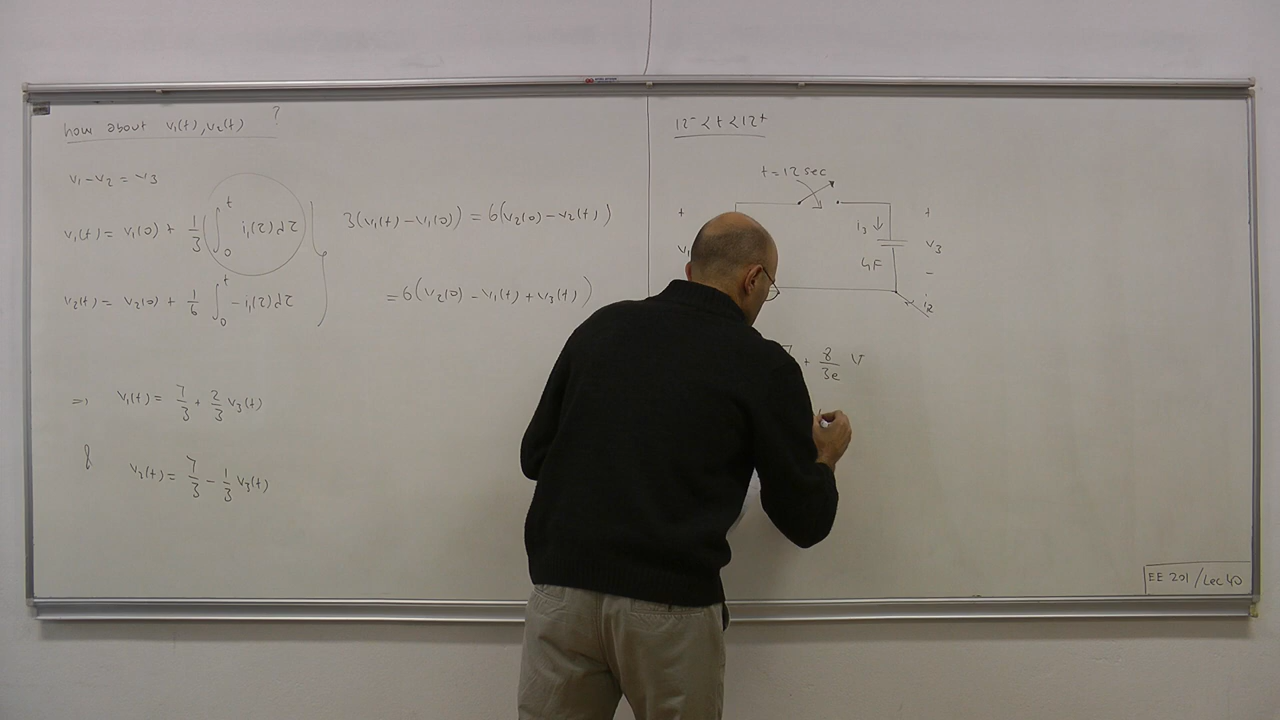 how about v₁(t), v₂(t) ?
v₁ - v₂ = v₃
v₁(t) = v₁(0) + 1/3 (∫₀ᵗ i₁(τ)dτ)
v₂(t) = v₂(0) + 1/6 ∫₀ᵗ -i₁(τ)dτ
=> v₁(t) = 7/3 + 2/3 v₃(t)
& v₂(t) = 7/3 - 1/3 v₃(t)
3(v₁(t) - v₁(0)) = 6(v₂(0) - v₂(t))
= 6(v₂(0) - v₁(t) + v₃(t))
12⁻ < t < 12⁺
t = 12 sec
+ +
i₃ ↓
v₃
4F
-
i₂
+ 8/3e V
EE 201 / Lec 40